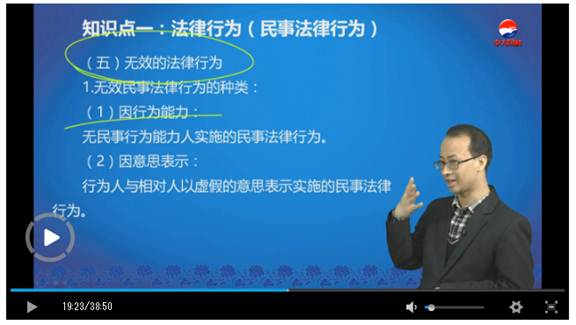 知识点一：法律行为（民事法律行为）
（五）无效的法律行为
1.无效民事法律行为的种类：
（1）因行为能力：
无民事行为能力人实施的民事法律行为。
（2）因意思表示：
行为人与相对人以虚假的意思表示实施的民事法律
行为。
19:23/38:50